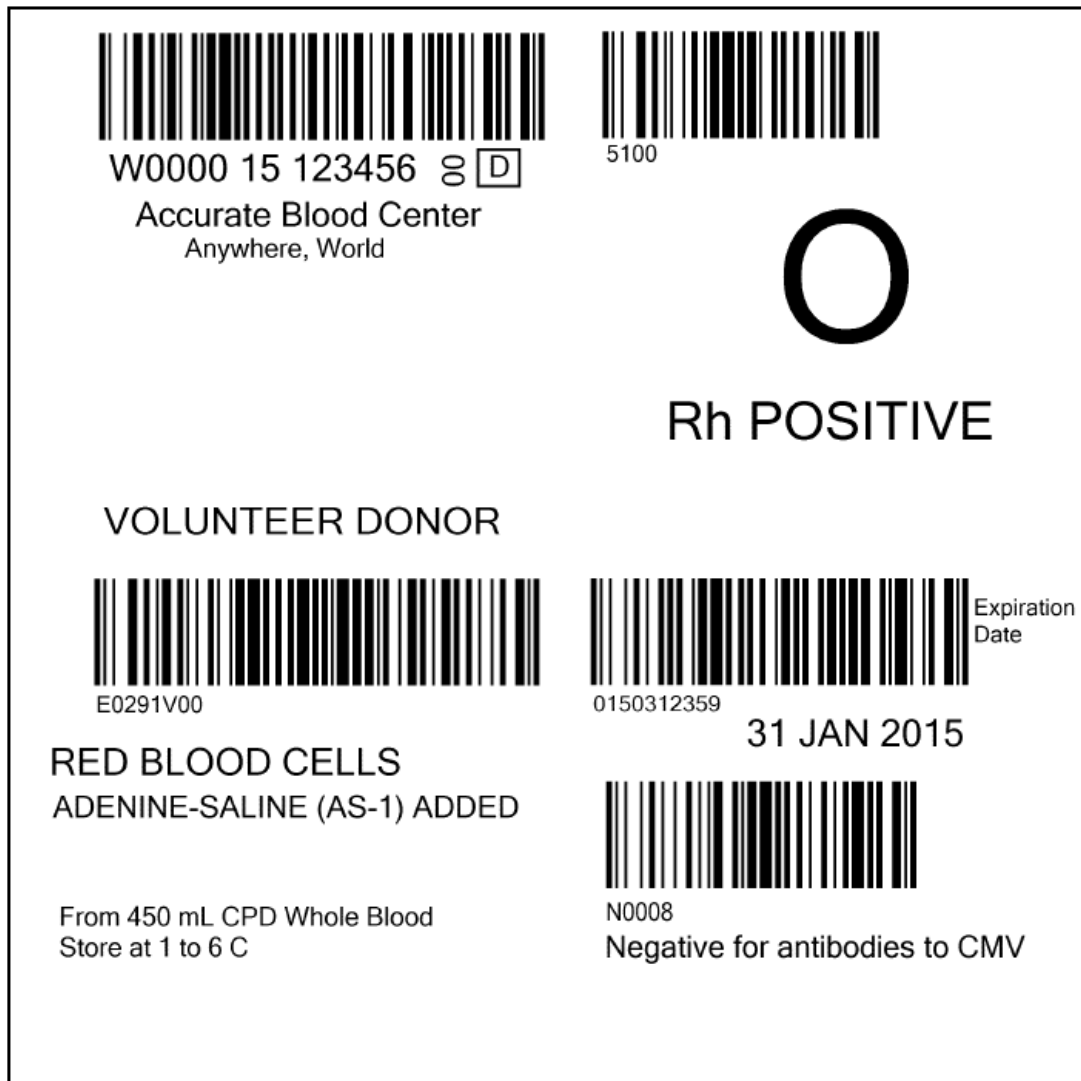 W0000 15 123456 00 D
Accurate Blood Center
Anywhere, World
5100
O
Rh POSITIVE
VOLUNTEER DONOR
E0291V00
RED BLOOD CELLS
ADENINE-SALINE (AS-1) ADDED
From 450 mL CPD Whole Blood
Store at 1 to 6 C
Expiration
Date
0150312359
31 JAN 2015
N0008
Negative for antibodies to CMV